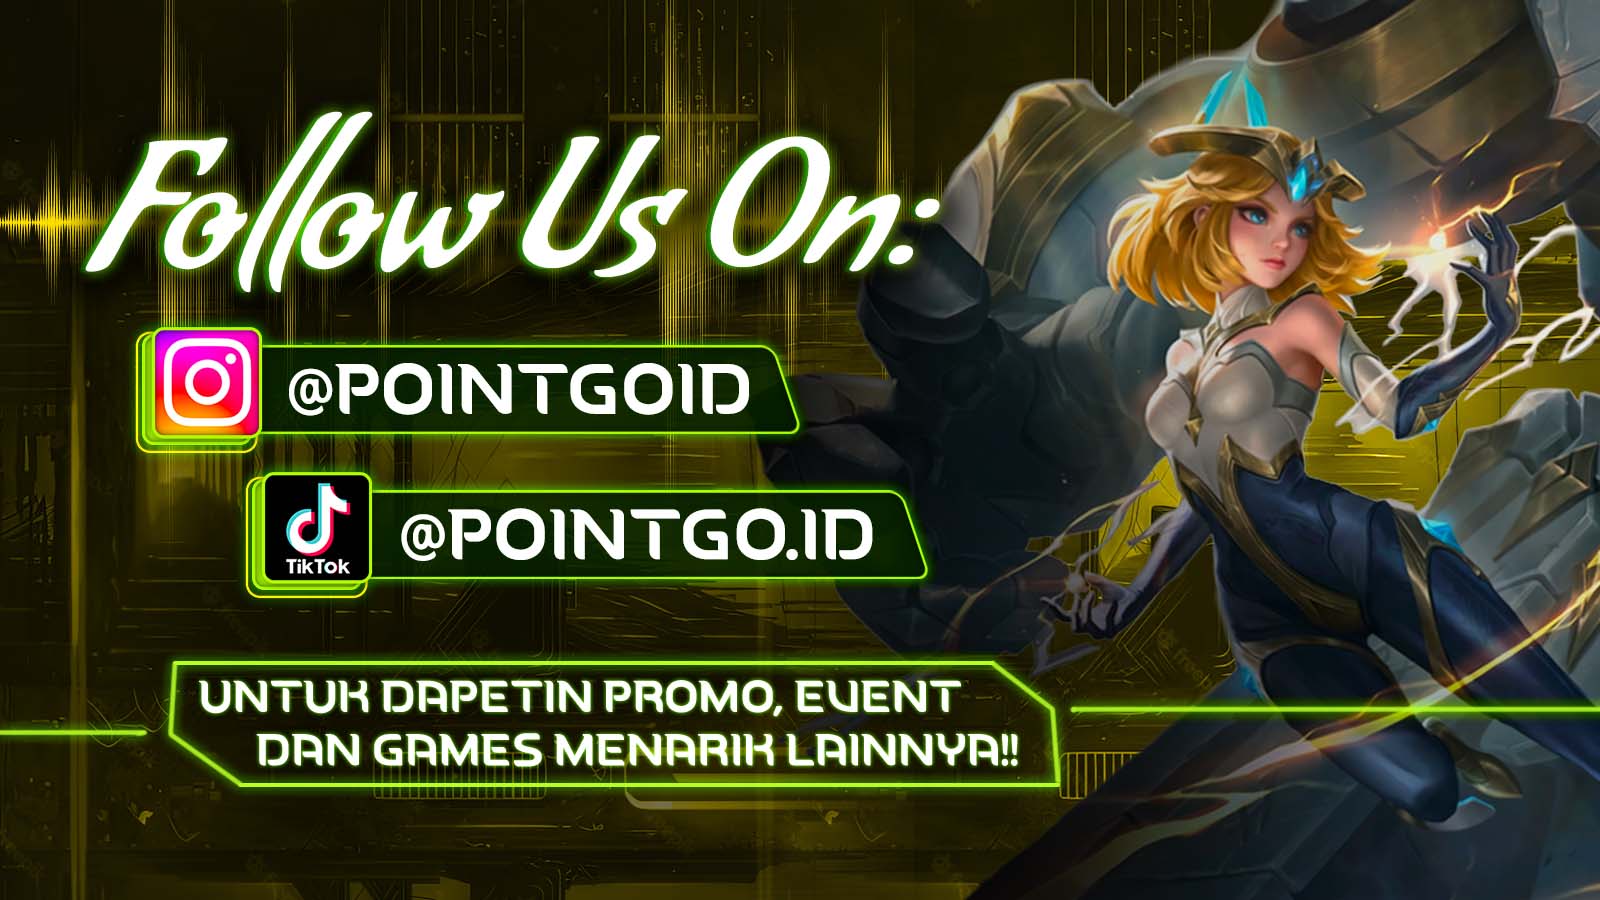 Follow Us On:
@POINTGOID
TikTok
@POINTGO.ID
UNTUK DAPETIN PROMO, EVENT
DAN GAMES MENARIK LAINNYA!!